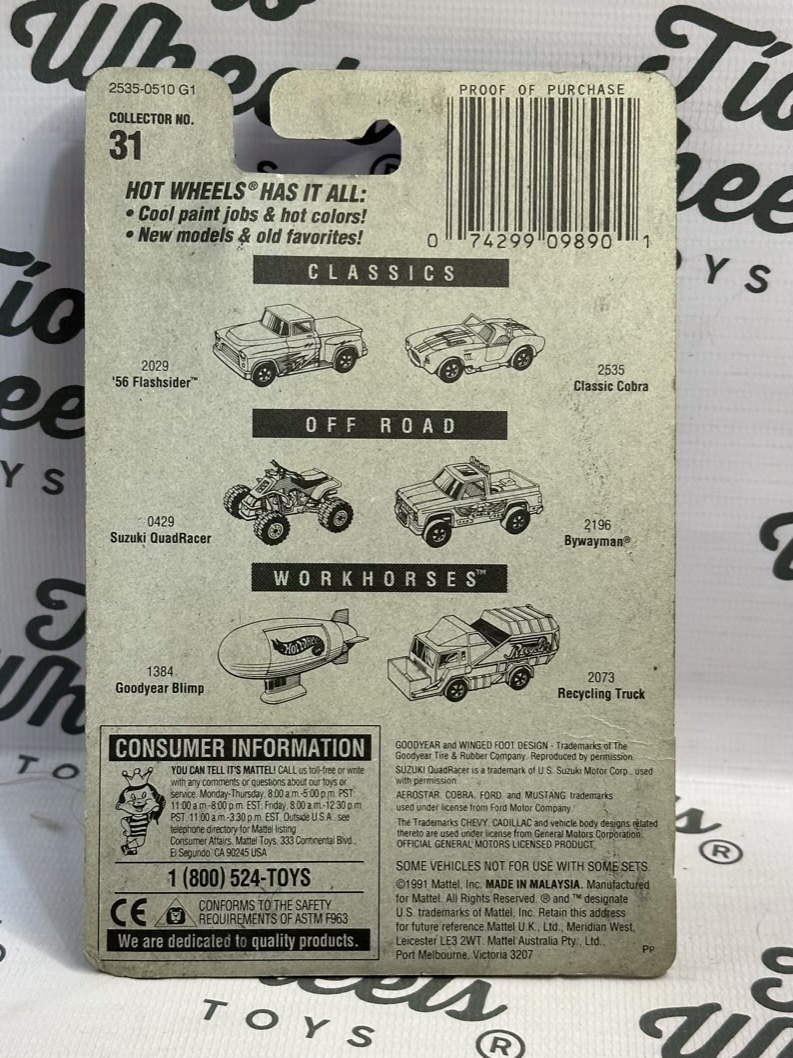 2535-0510 G1
COLLECTOR NO.
31
PROOF OF PURCHASE
0 74299 09890 1
HOT WHEELS® HAS IT ALL:
• Cool paint jobs & hot colors!
• New models & old favorites!
CLASSICS
2029
'56 Flashsider™
2535
Classic Cobra
OFF ROAD
0429
Suzuki QuadRacer
2196
Bywayman®
WORKHORSES™
1384
Goodyear Blimp
Hot Wheels
2073
Recycling Truck
CONSUMER INFORMATION
YOU CAN TELL IT'S MATTEL! CALL us toll-free or write
with any comments or questions about our toys or
service. Monday-Thursday, 8:00 a.m.-5:00 p.m. PST.
11:00 a.m.-8:00 p.m. EST. Friday, 8:00 a.m.-12:30 p.m.
PST. 11:00 a.m.-3:30 p.m. EST. Outside U.S.A., see
telephone directory for Mattel listing
Consumer Affairs, Mattel Toys, 333 Continental Blvd.,
El Segundo, CA 90245 USA
1 (800) 524-TOYS
CE
CONFORMS TO THE SAFETY
REQUIREMENTS OF ASTM F963
We are dedicated to quality products.
GOODYEAR and WINGED FOOT DESIGN - Trademarks of The
Goodyear Tire & Rubber Company. Reproduced by permission.
SUZUKI QuadRacer is a trademark of U.S. Suzuki Motor Corp., used
with permission.
AEROSTAR, COBRA, FORD, and MUSTANG trademarks
used under license from Ford Motor Company
The Trademarks CHEVY, CADILLAC and vehicle body designs related
thereto are used under license from General Motors Corporation.
OFFICIAL GENERAL MOTORS LICENSED PRODUCT.
SOME VEHICLES NOT FOR USE WITH SOME SETS.
©1991 Mattel, Inc. MADE IN MALAYSIA. Manufactured
for Mattel. All Rights Reserved. ® and ™ designate
U.S. trademarks of Mattel, Inc. Retain this address
for future reference.Mattel U.K., Ltd., Meridian West,
Leicester LE3 2WT. Mattel Australia Pty., Ltd.,
Port Melbourne, Victoria 3207
PP
Wheels
TOYS
®